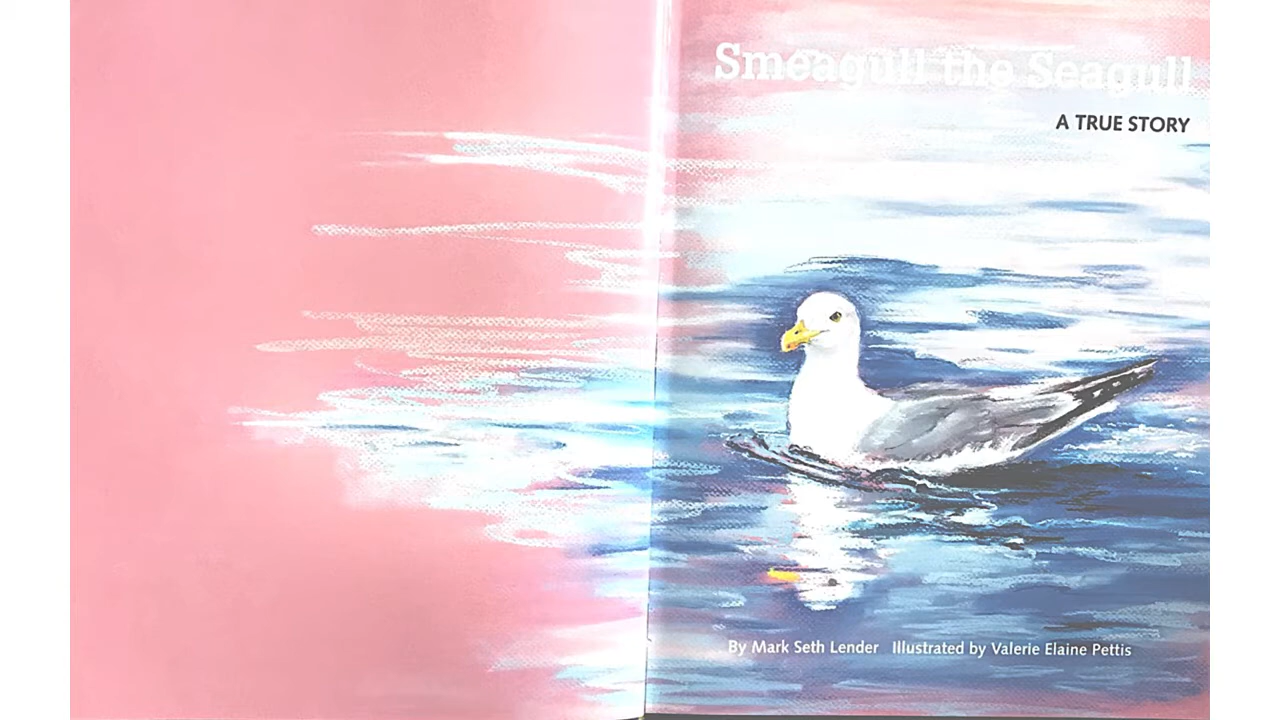 Smeagull the Seagull
A TRUE STORY
By Mark Seth Lender Illustrated by Valerie Elaine Pettis